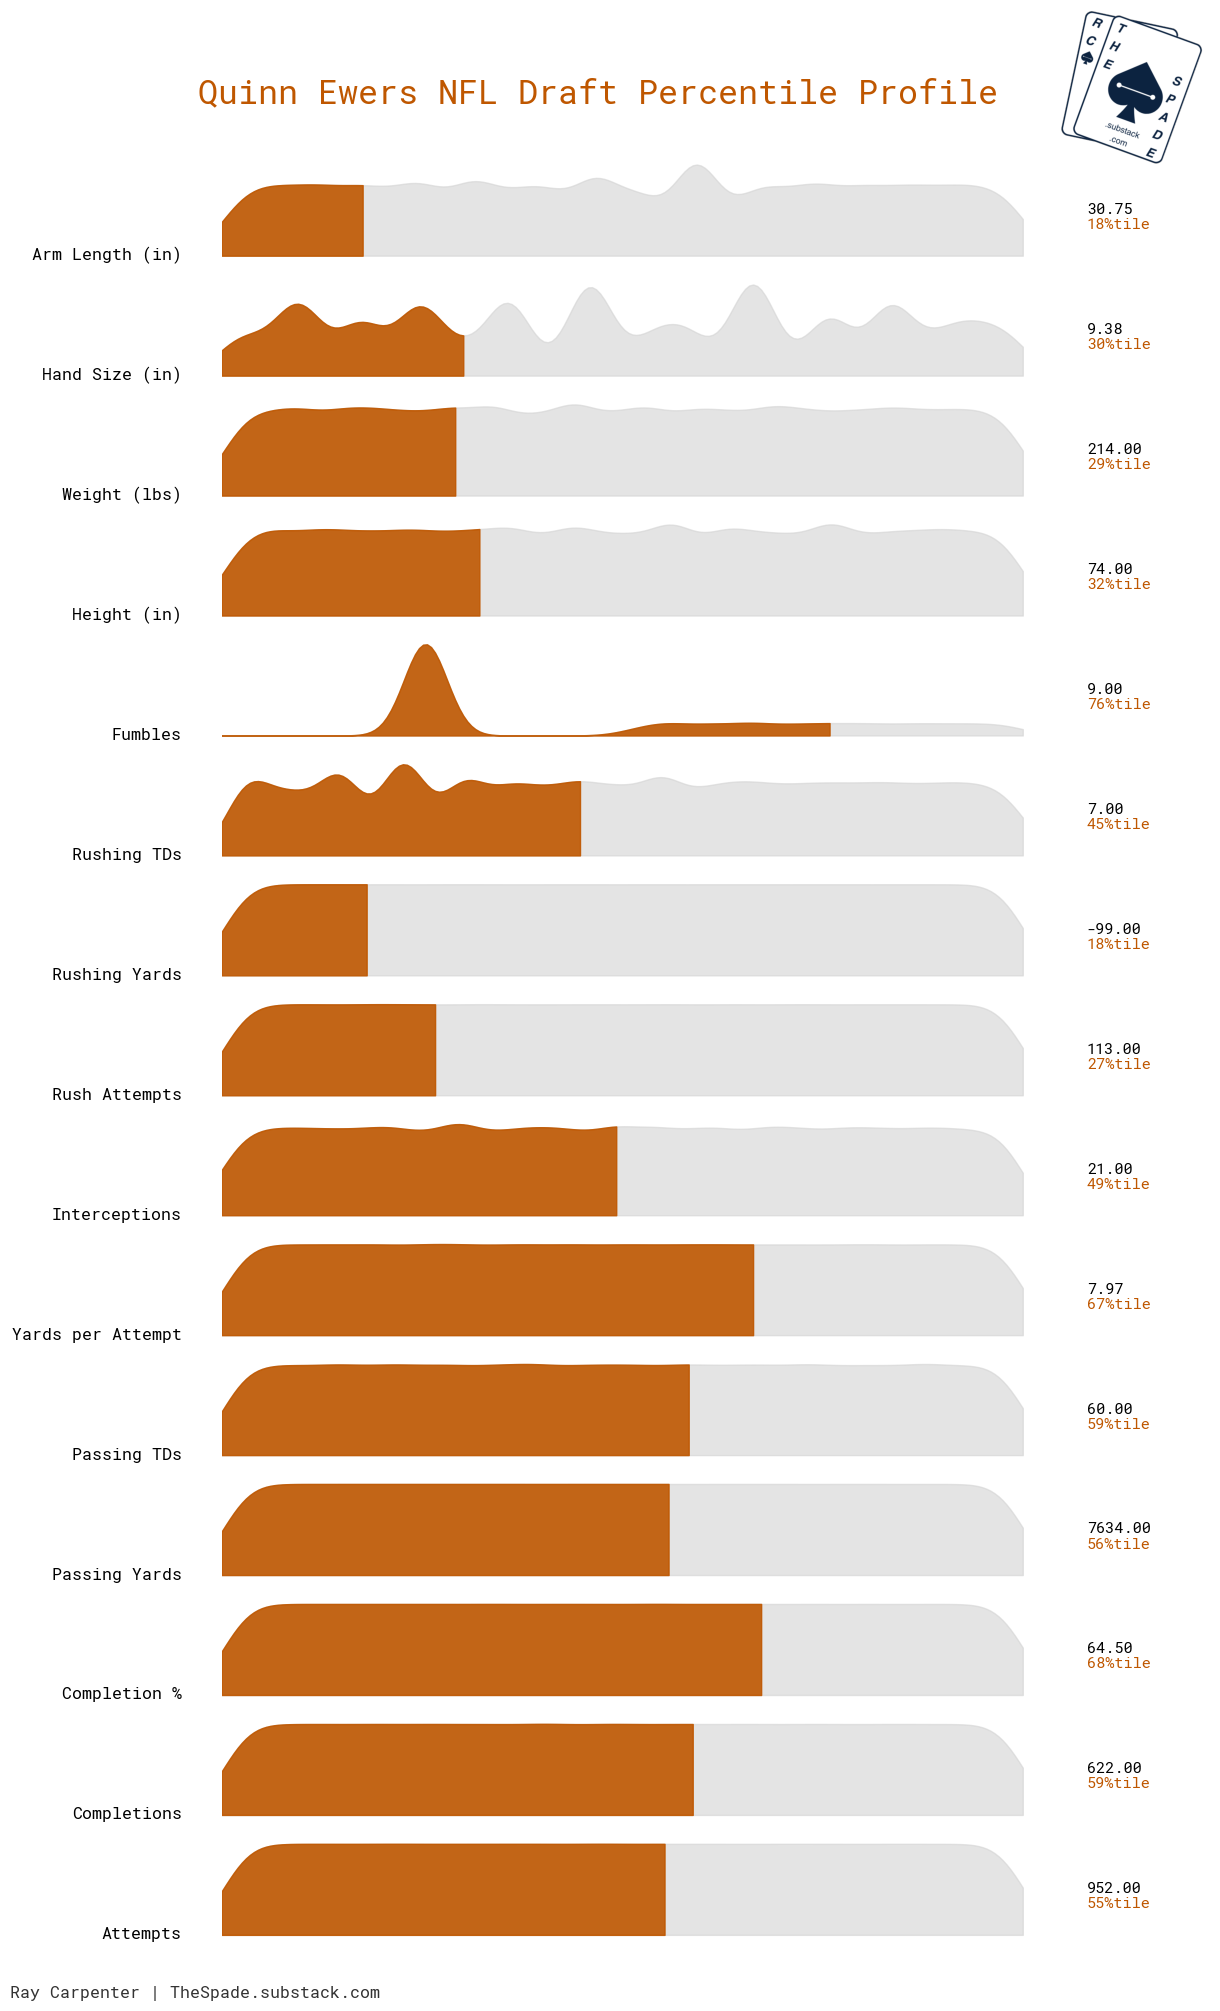 R
C
THE
SPADE
.substack
.com
Quinn Ewers NFL Draft Percentile Profile
Arm Length (in)
30.75
18%tile
Hand Size (in)
9.38
30%tile
Weight (lbs)
214.00
29%tile
Height (in)
74.00
32%tile
Fumbles
9.00
76%tile
Rushing TDs
7.00
45%tile
Rushing Yards
-99.00
18%tile
Rush Attempts
113.00
27%tile
Interceptions
21.00
49%tile
Yards per Attempt
7.97
67%tile
Passing TDs
60.00
59%tile
Passing Yards
7634.00
56%tile
Completion %
64.50
68%tile
Completions
622.00
59%tile
Attempts
952.00
55%tile
Ray Carpenter | TheSpade.substack.com